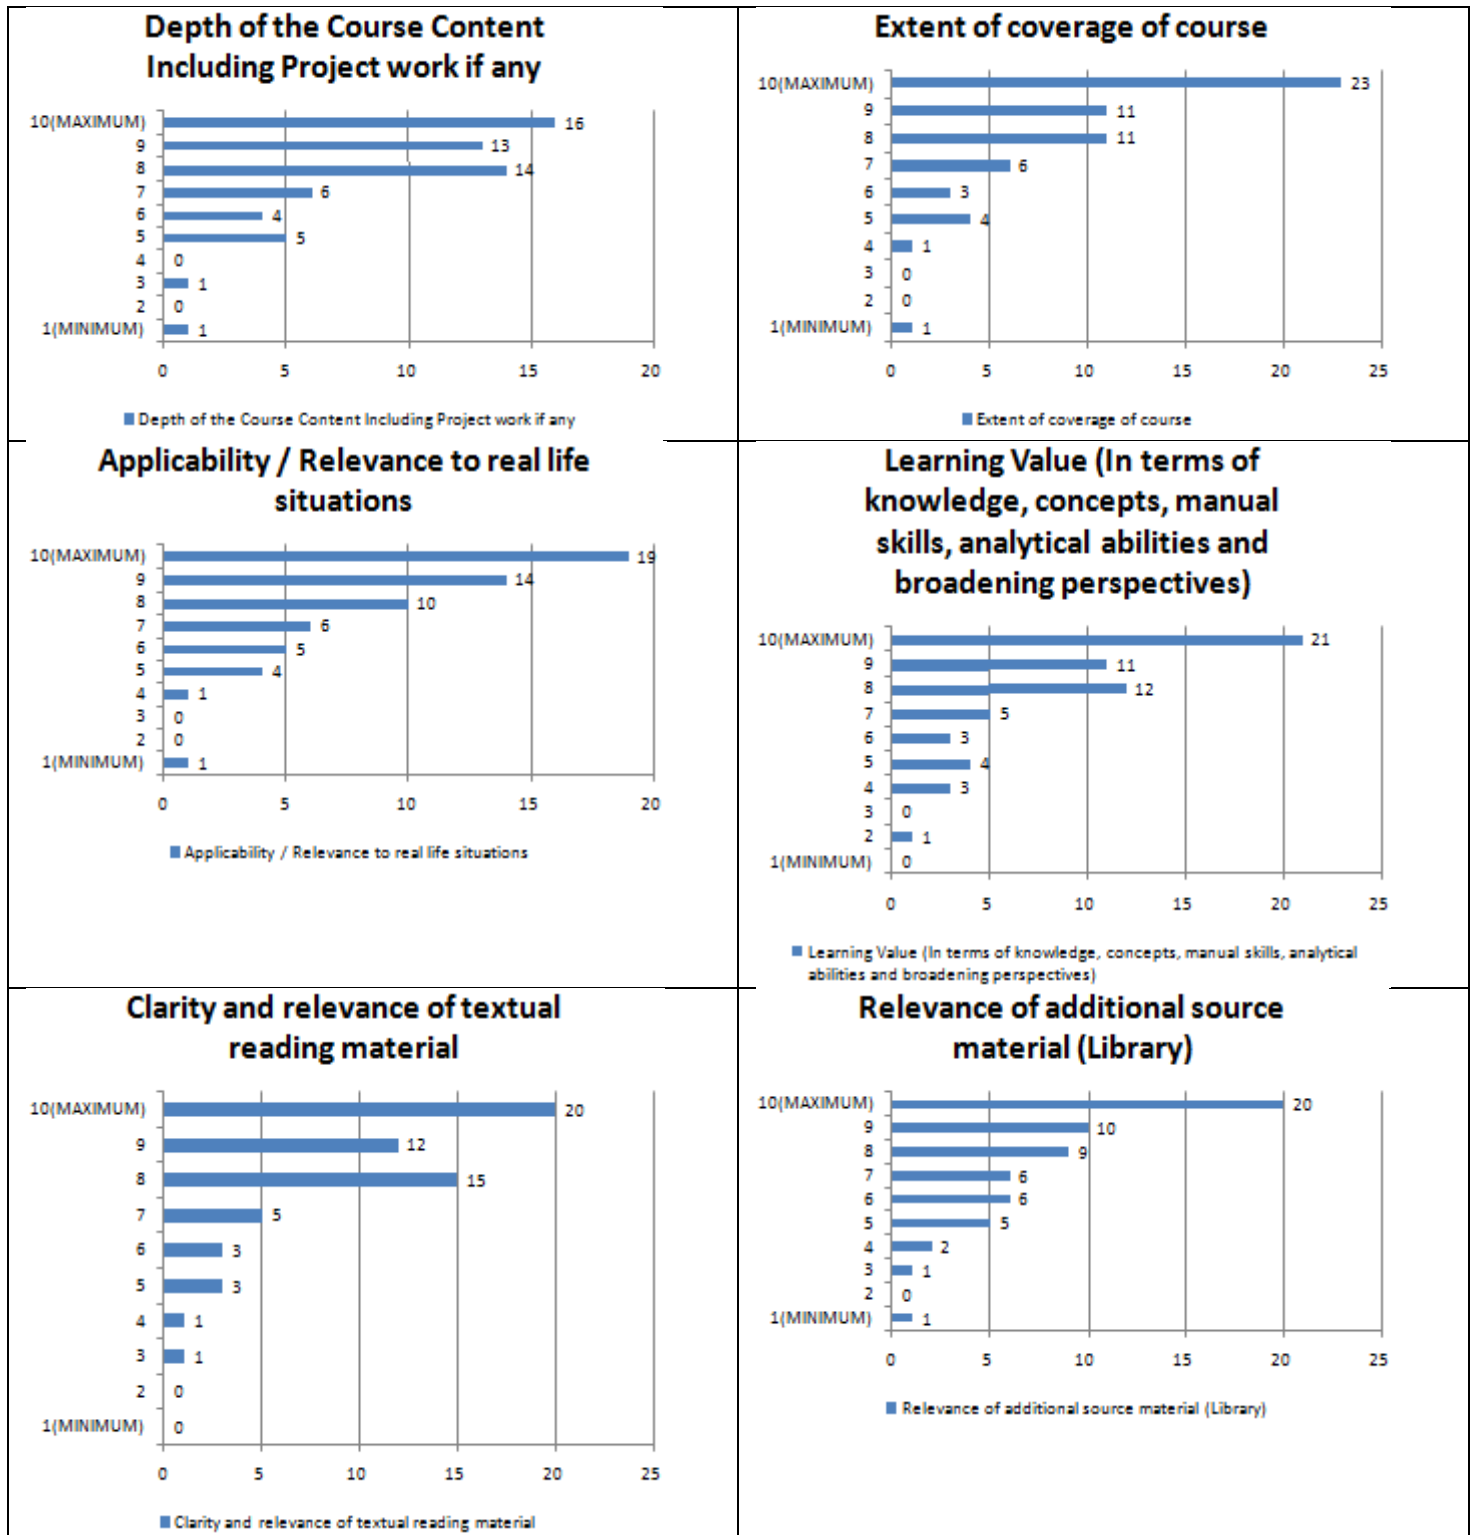 Depth of the Course Content
Including Project work if any
10(MAXIMUM) 16
9 13
8 14
7 6
6 4
5 5
4 0
3 1
2 0
1(MINIMUM) 1
0 5 10 15 20
Depth of the Course Content Including Project work if any
Extent of coverage of course
10(MAXIMUM) 23
9 11
8 11
7 6
6 3
5 4
4 1
3 0
2 0
1(MINIMUM) 1
0 5 10 15 20 25
Extent of coverage of course
Applicability / Relevance to real life
situations
10(MAXIMUM) 19
9 14
8 10
7 6
6 5
5 4
4 1
3 0
2 0
1(MINIMUM) 1
0 5 10 15 20
Applicability / Relevance to real life situations
Learning Value (In terms of
knowledge, concepts, manual
skills, analytical abilities and
broadening perspectives)
10(MAXIMUM) 21
9 11
8 12
7 5
6 3
5 4
4 3
3 0
2 1
1(MINIMUM) 0
0 5 10 15 20 25
Learning Value (In terms of knowledge, concepts, manual skills, analytical
abilities and broadening perspectives)
Clarity and relevance of textual
reading material
10(MAXIMUM) 20
9 12
8 15
7 5
6 3
5 3
4 1
3 1
2 0
1(MINIMUM) 0
0 5 10 15 20 25
Clarity and relevance of textual reading material
Relevance of additional source
material (Library)
10(MAXIMUM) 20
9 10
8 9
7 6
6 6
5 5
4 2
3 1
2 0
1(MINIMUM) 1
0 5 10 15 20 25
Relevance of additional source material (Library)